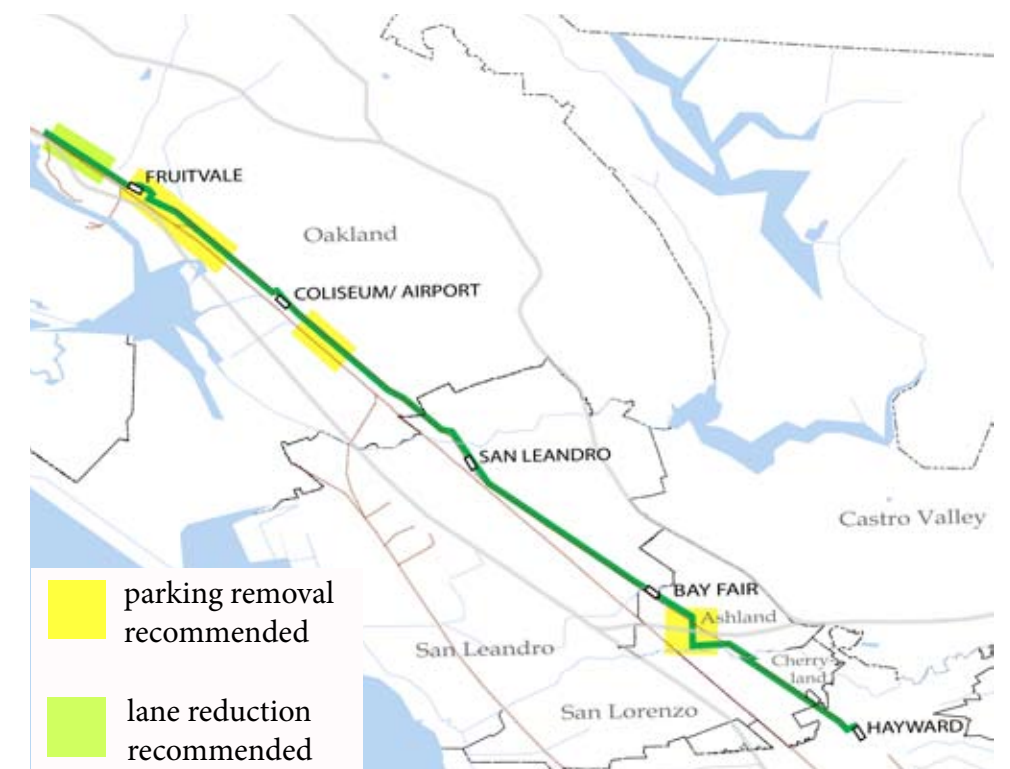 FRUITVALE
Oakland
COLISEUM/ AIRPORT
SAN LEANDRO
Castro Valley
BAY FAIR
Ashland
San Leandro
Cherry-
land
San Lorenzo
HAYWARD
parking removal
recommended
lane reduction
recommended